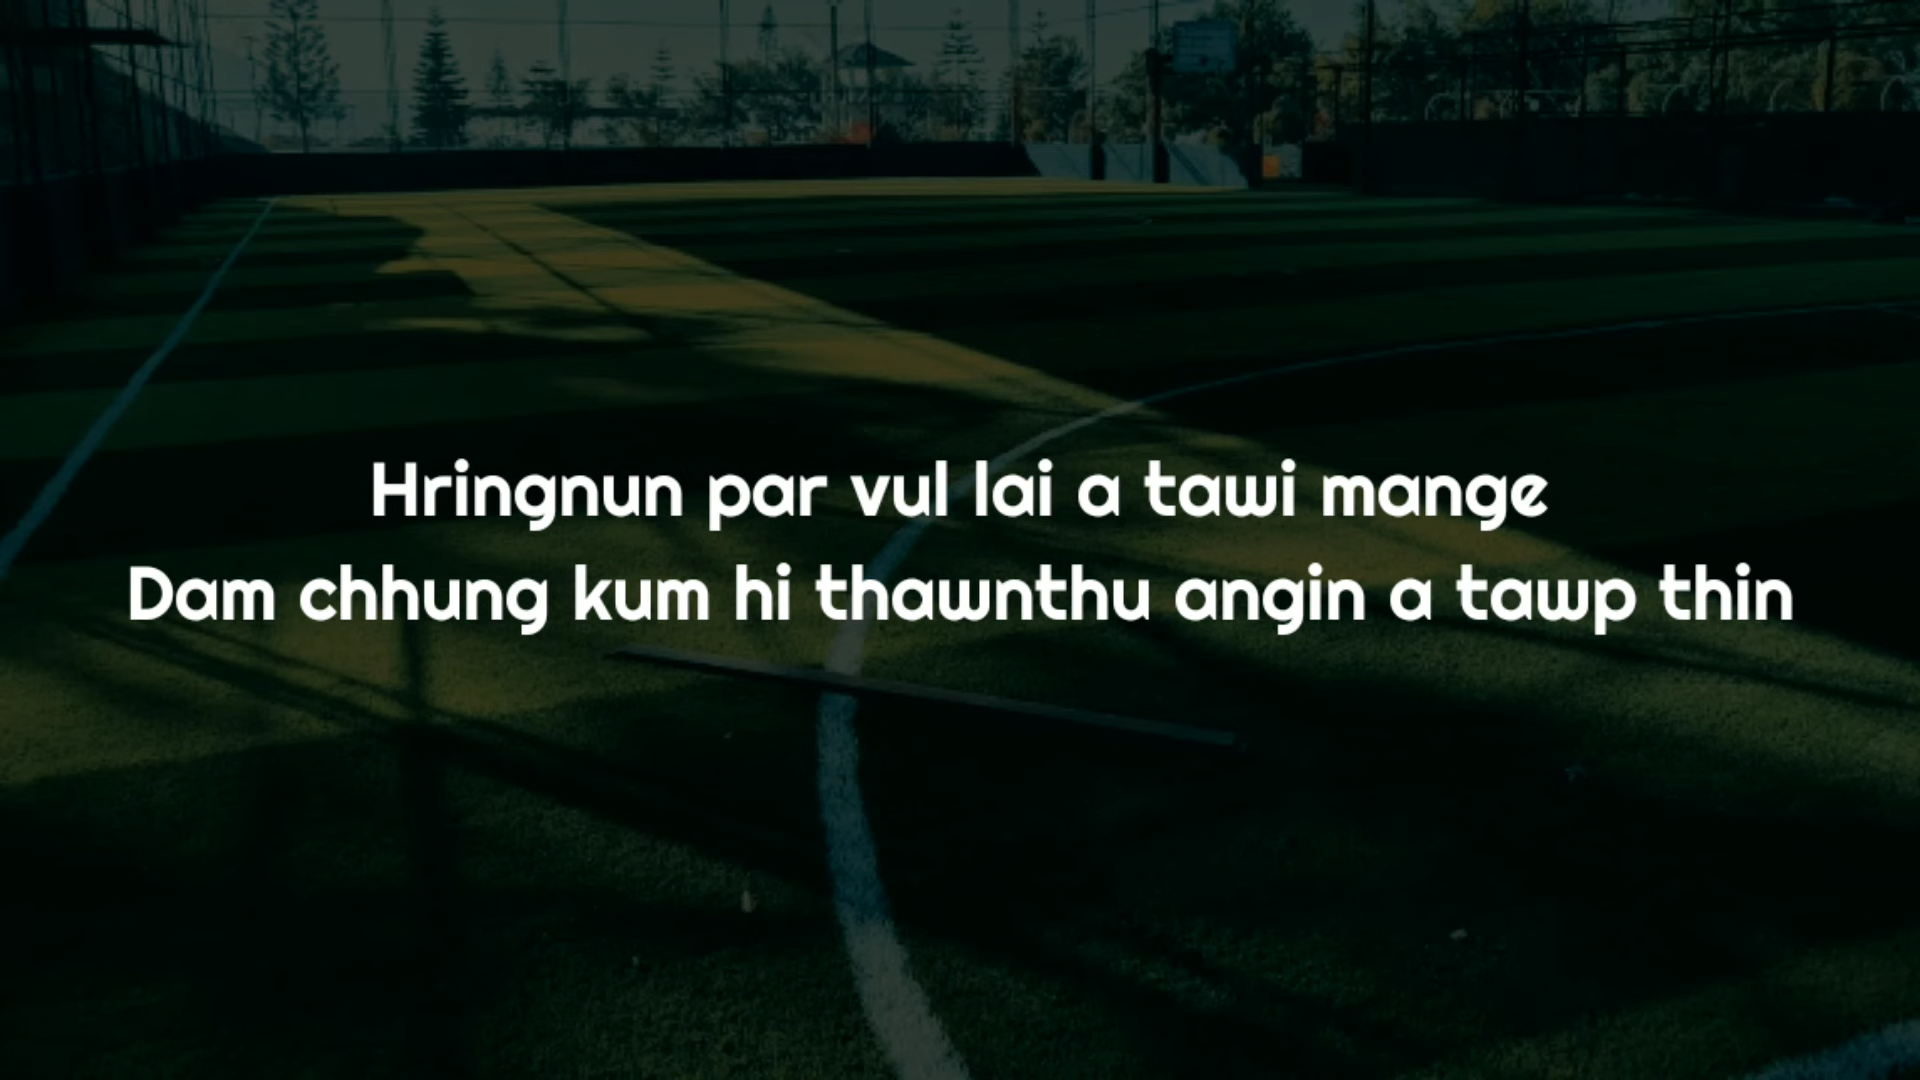 Hringnun par vul lai a tawi mange
Dam chhung kum hi thawnthu angin a tawp thin